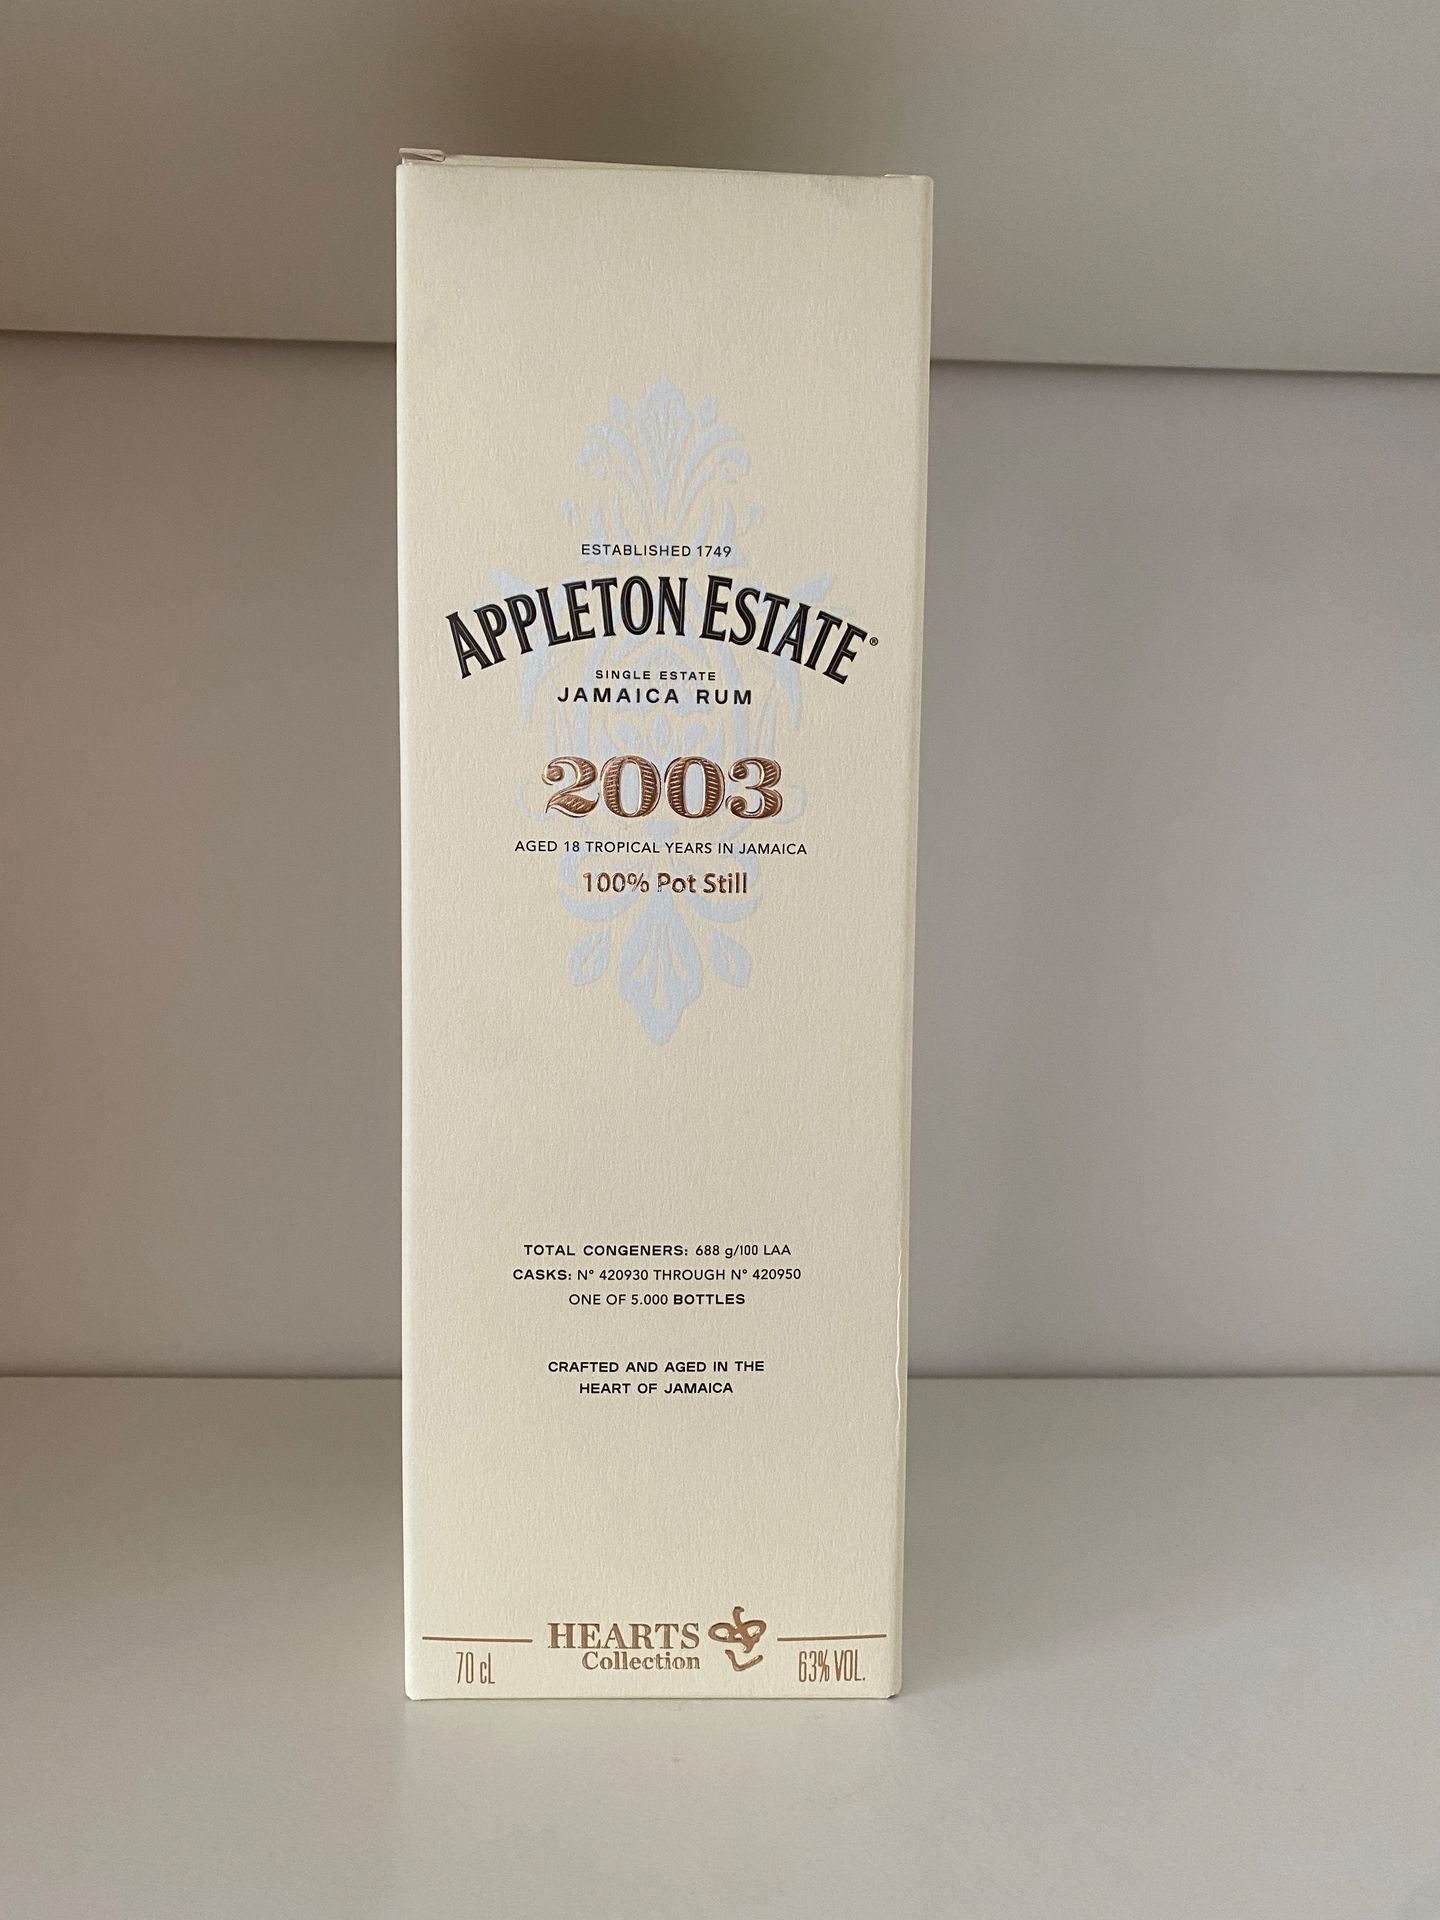 ESTABLISHED 1749
APPLETON ESTATE®
SINGLE ESTATE
JAMAICA RUM
2003
AGED 18 TROPICAL YEARS IN JAMAICA
100% Pot Still
TOTAL CONGENERS: 688 g/100 LAA
CASKS: N° 420930 THROUGH N° 420950
ONE OF 5.000 BOTTLES
CRAFTED AND AGED IN THE
HEART OF JAMAICA
HEARTS
Collection
70 cL
63% VOL.